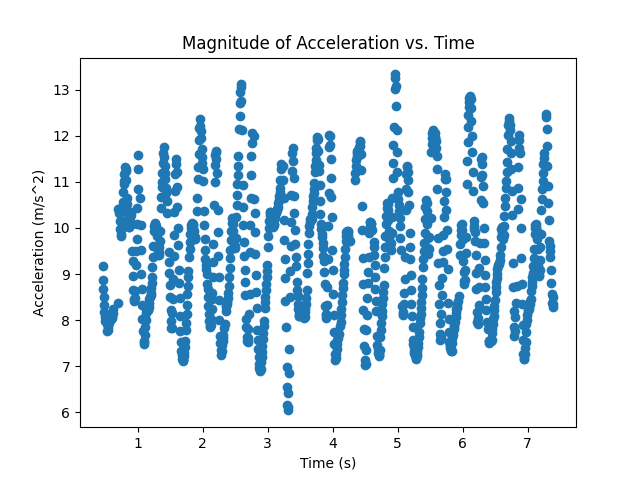 Magnitude of Acceleration vs. Time
Acceleration (m/s^2)
13
12
11
10
9
8
7
6
1 2 3 4 5 6 7
Time (s)